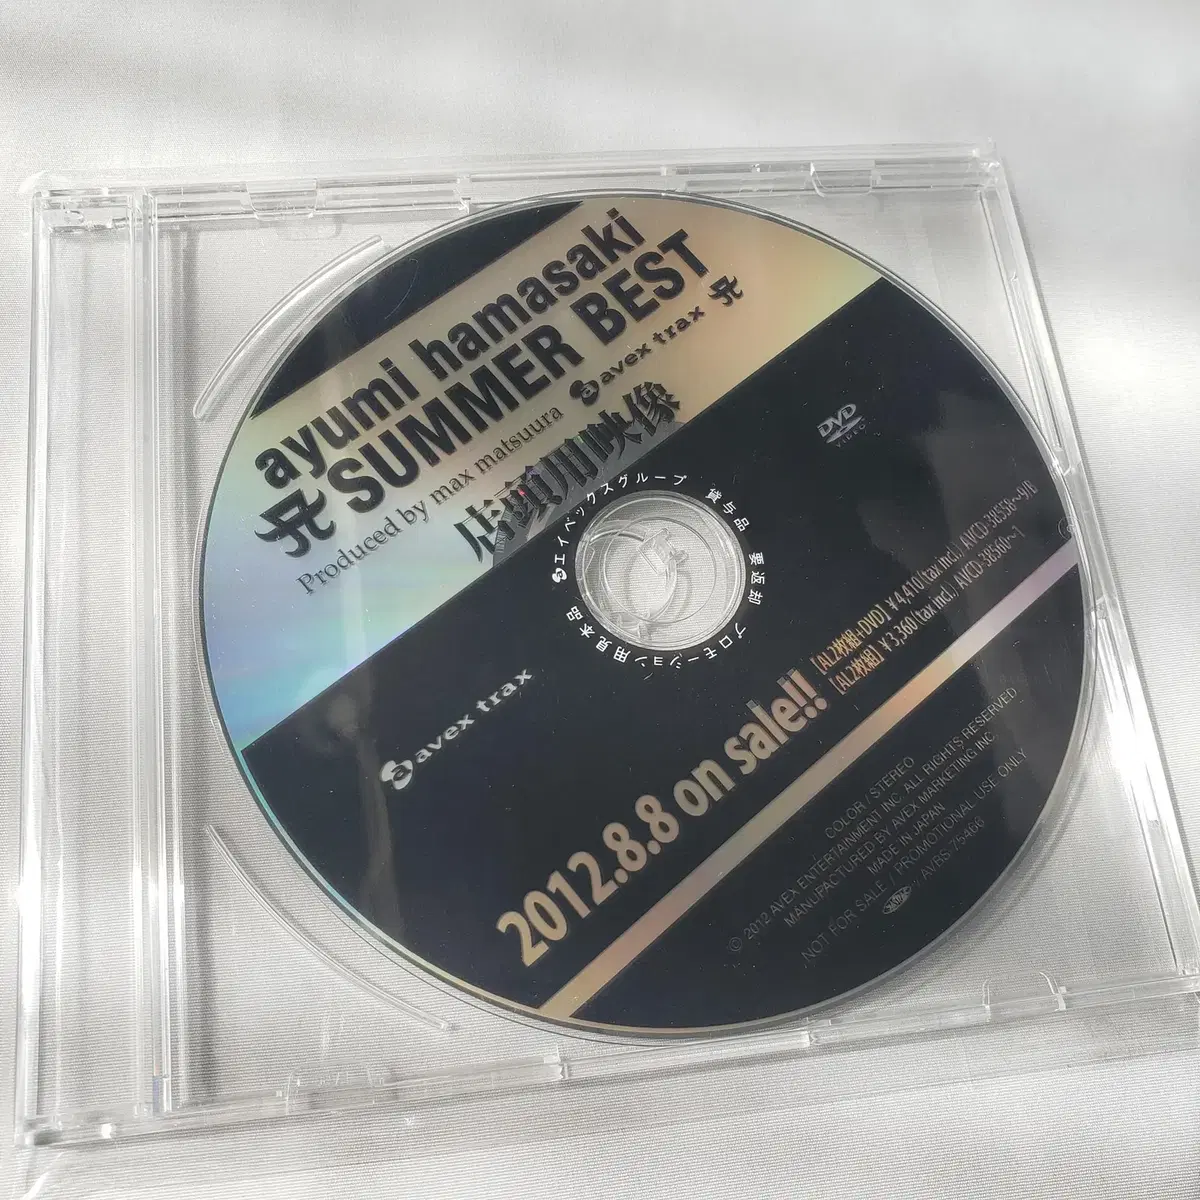 ayumi hamasaki
SUMMER BEST
Produced by max matsuura avex trax
店頭用映像
DVD
VIDEO
エイベックスグループ 貸与品 要返却 プロモーション用見本品
avex trax
2012.8.8 on sale!!
【AL2枚組+DVD】¥4,410(tax incl.) AVCD-38558~9/B
【AL2枚組】¥3,360(tax incl.) AVCD-38560~1
COLOR / STEREO
© 2012 AVEX ENTERTAINMENT INC. ALL RIGHTS RESERVED.
MANUFACTURED BY AVEX MARKETING INC.
MADE IN JAPAN
NOT FOR SALE / PROMOTIONAL USE ONLY
AVRS-75466